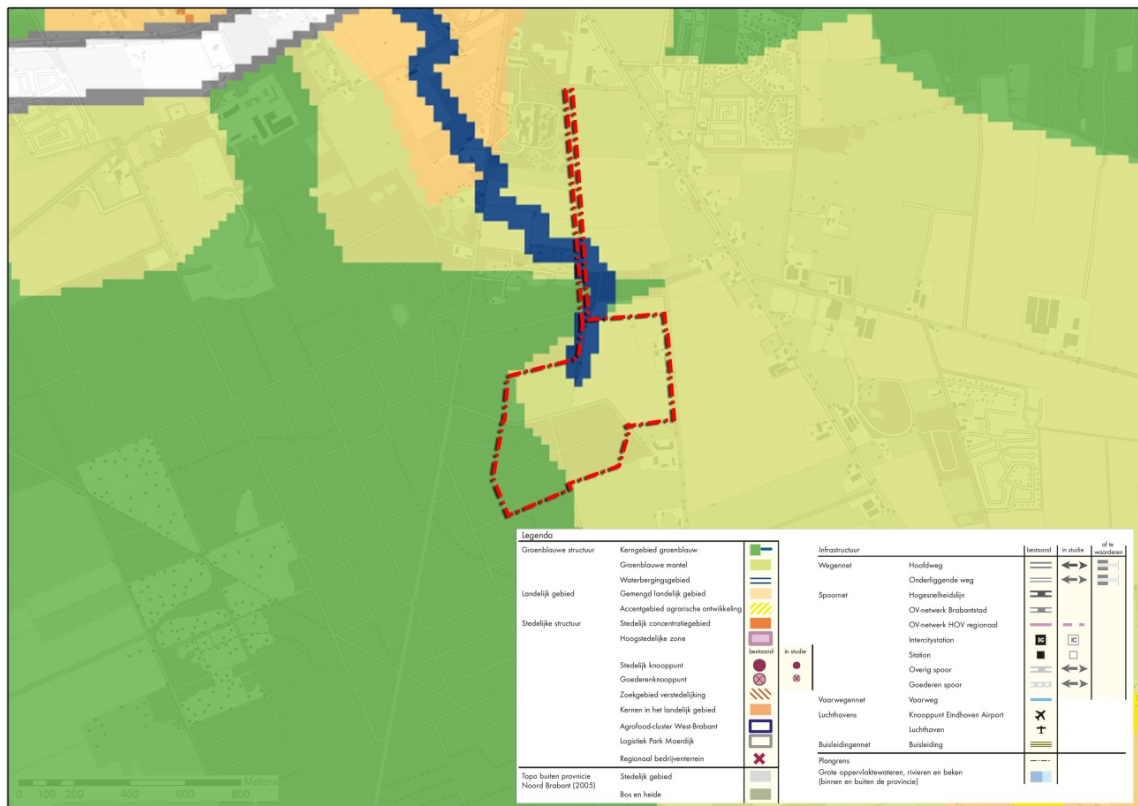 Legenda
Groenblauwe structuur Kerngebied groenblauw
Groenblauwe mantel
Waterbergingsgebied
Landelijk gebied Gemengd landelijk gebied
Accentgebied agrarische ontwikkeling
Stedelijke structuur Stedelijk concentratiegebied
Hoogstedelijke zone
bestaand in studie
Stedelijk knooppunt
Goederenknooppunt
Zoekgebied verstedelijking
Kernen in het landelijk gebied
Agrofood-cluster West-Brabant
Logistiek Park Moerdijk
Regionaal bedrijventerrein
Topo buiten provnicie
Noord Brabant (2005)
Stedelijk gebied
Bos en heide
Infrastructuur bestaand in studie af te
waarderen
Wegennet Hoofdweg
Onderliggende weg
Spoornet Hogesnelheidslijn
OV-netwerk Brabantstad
OV-netwerk HOV regionaal
Intercitystation IC IC
Station
Overig spoor
Goederen spoor
Vaarwegennet Vaarweg
Luchthavens Knooppunt Eindhoven Airport
Luchthaven
Buisleidingennet Buisleiding
Plangrens
Grote oppervlaktewateren, rivieren en beken
(binnen en buiten de provincie)
Meters
0 100 200 400 600 800